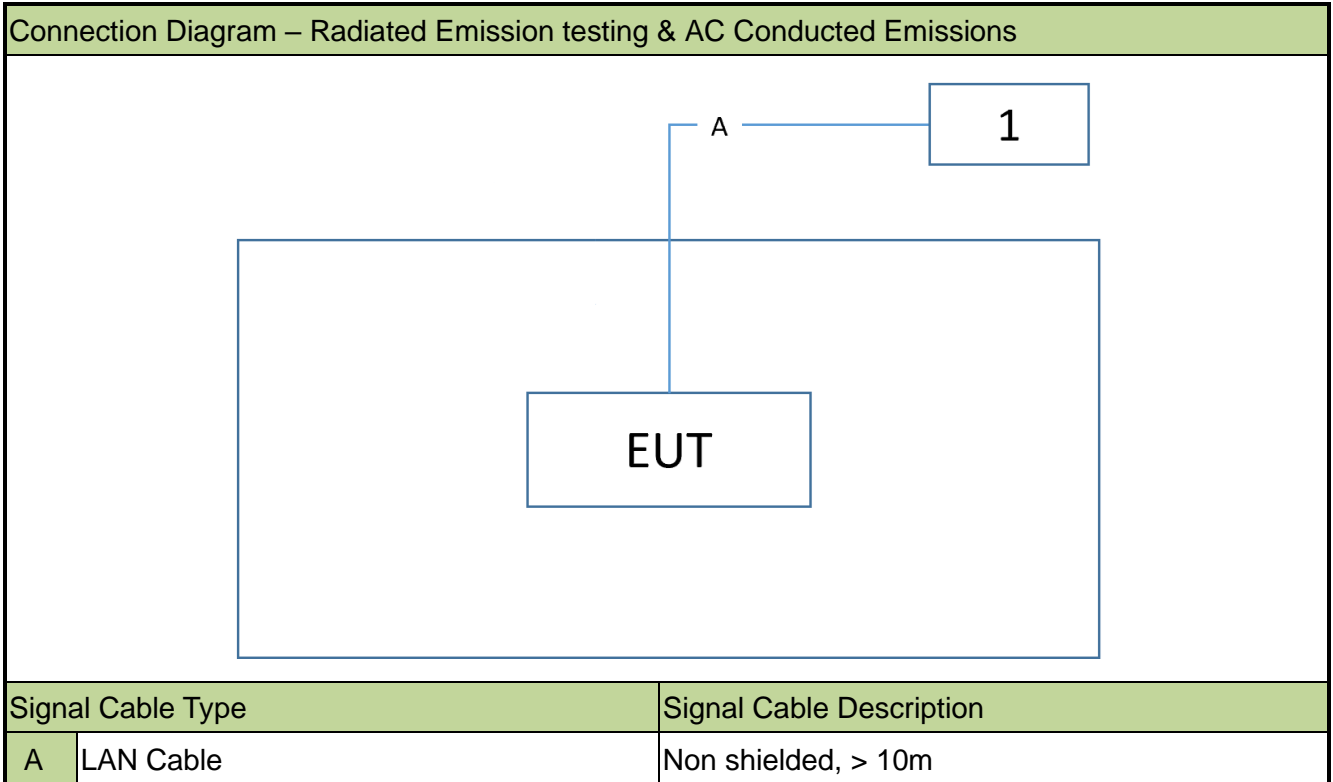 Connection Diagram – Radiated Emission testing & AC Conducted Emissions
A
1
EUT
Signal Cable Type Signal Cable Description
A LAN Cable Non shielded, > 10m